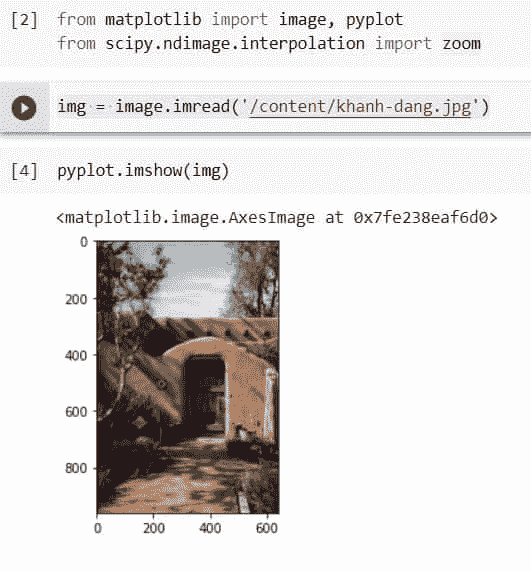 [2] from matplotlib import image, pyplot
from scipy.ndimage.interpolation import zoom
img = image.imread('/content/khanh-dang.jpg')
[4] pyplot.imshow(img)
<matplotlib.image.AxesImage at 0x7fe238eaf6d0>
0
200
400
600
800
0 200 400 600